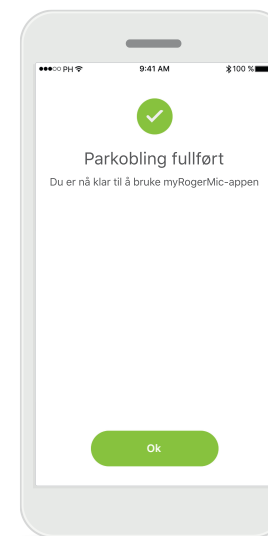 ●●●○○ PH 9:41 AM 100 %
Parkobling fullført
Du er nå klar til å bruke myRogerMic-appen
Ok